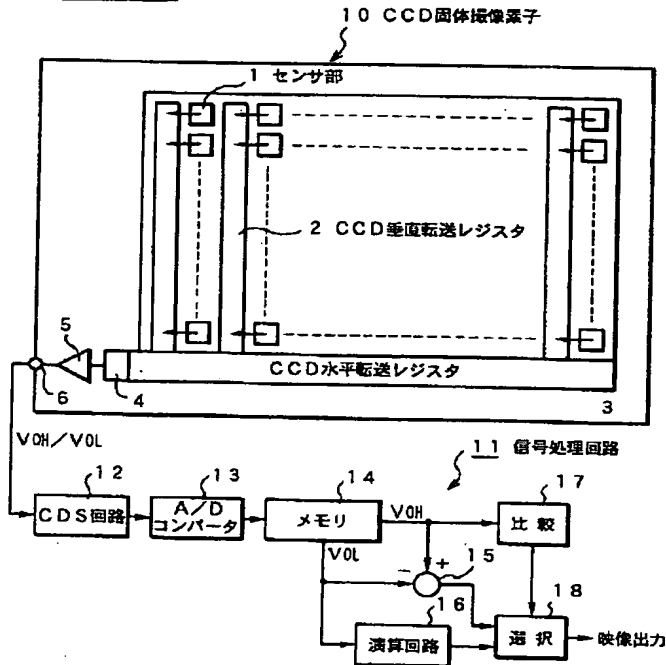 10 CCD固体撮像素子
1 センサ部
2 CCD垂直転送レジスタ
5
CCD水平転送レジスタ
6
4
3
VOH/VOL
11 信号処理回路
12
13
14
17
CDS回路
A/D
コンバータ
メモリ
VOH
比較
VOL
15
+
-
18
16
演算回路
選択
映像出力